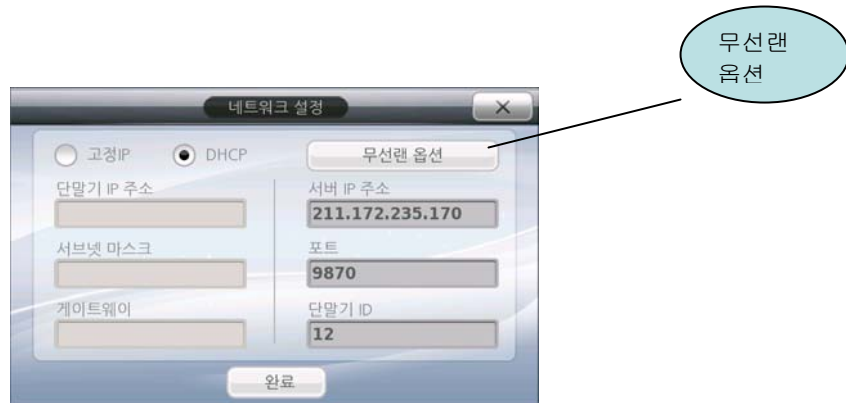 무선랜
옵션
네트워크 설정
고정IP
DHCP
무선랜 옵션
단말기 IP 주소
서버 IP 주소
211.172.235.170
서브넷 마스크
포트
9870
게이트웨이
단말기 ID
12
완료